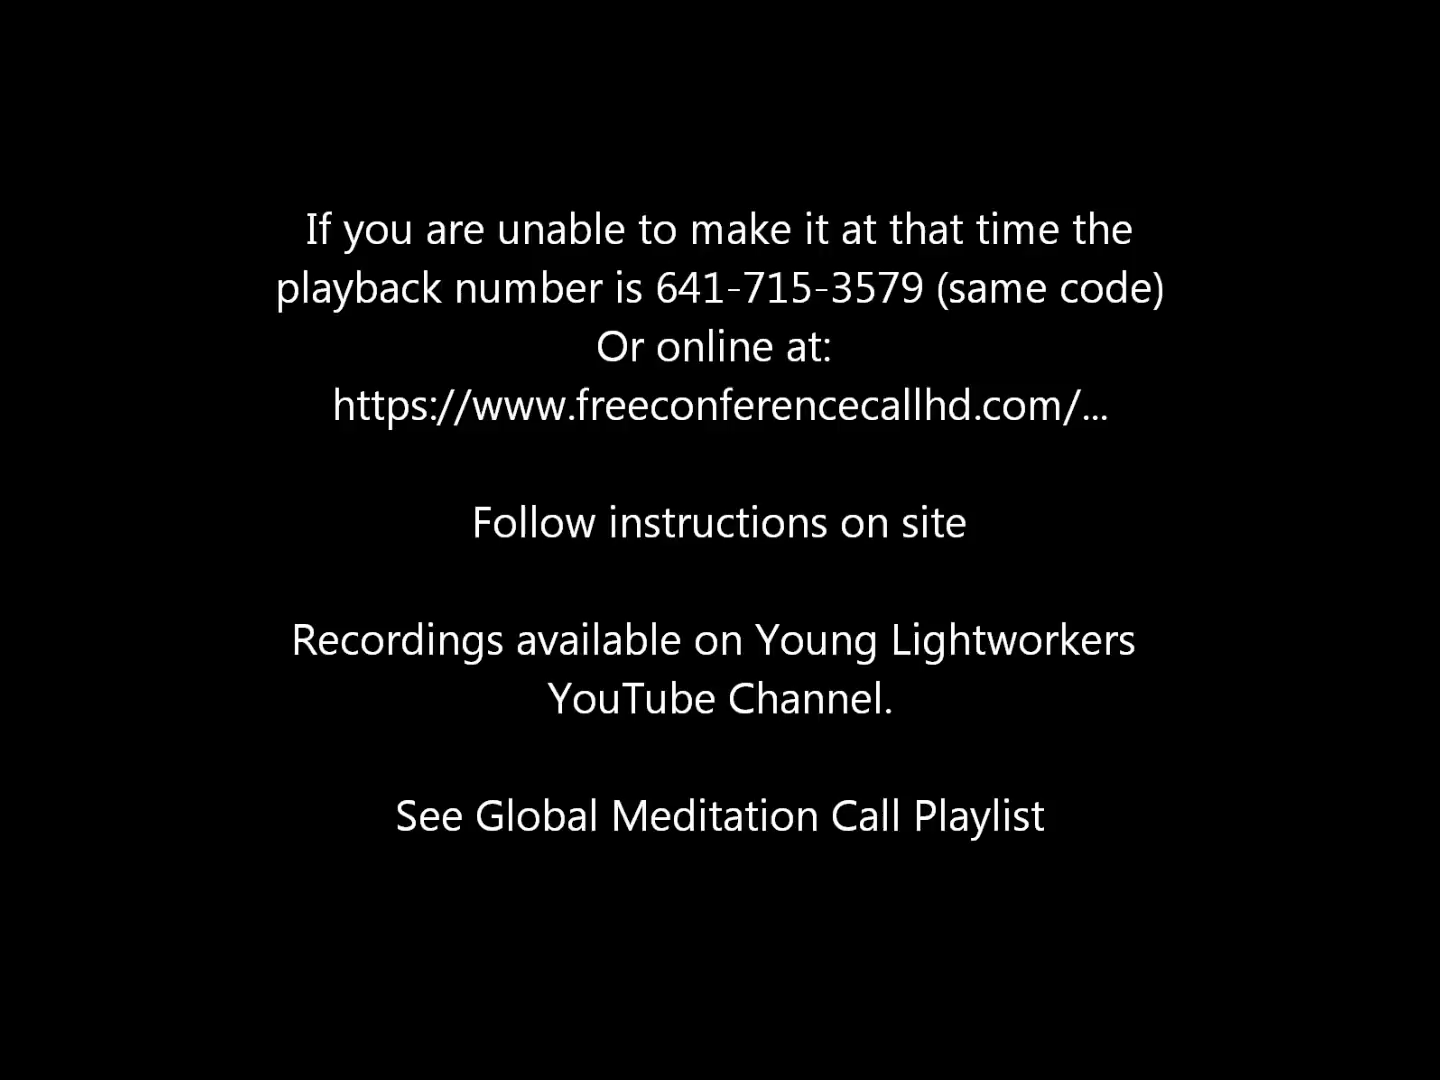 If you are unable to make it at that time the
playback number is 641-715-3579 (same code)
Or online at:
https://www.freeconferencecallhd.com/...
Follow instructions on site
Recordings available on Young Lightworkers
YouTube Channel.
See Global Meditation Call Playlist